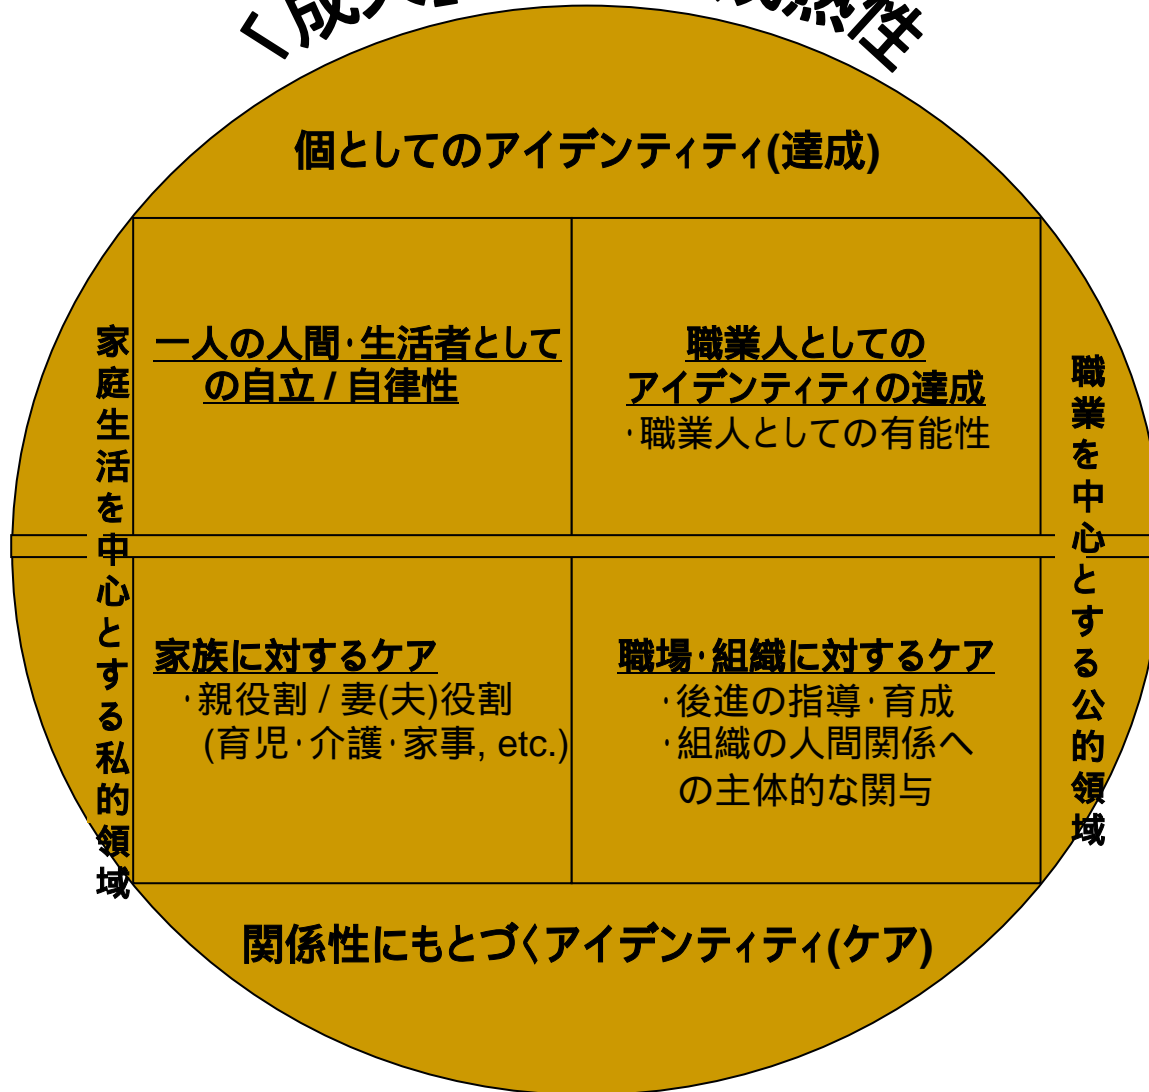 「成人
熟性
個としてのアイデンティティ(達成)
家庭生活を中心とする私的領域
一人の人間・生活者として
の自立 / 自律性
職業人としての
アイデンティティの達成
・職業人としての有能性
職業を中心とする公的領域
家族に対するケア
・親役割 / 妻(夫)役割
(育児・介護・家事, etc.)
職場・組織に対するケア
・後進の指導・育成
・組織の人間関係へ
の主体的な関与
関係性にもとづくアイデンティティ(ケア)